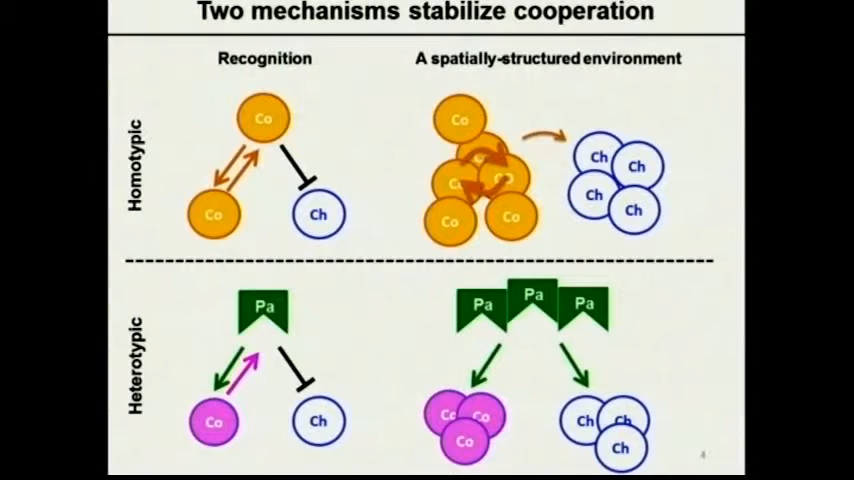 Two mechanisms stabilize cooperation
Recognition
A spatially-structured environment
Homotypic
Co
Co
Ch
Co
Co
Co
Co
Ch
Ch
Ch
Ch
Heterotypic
Pa
Co
Ch
Pa
Pa
Pa
Co
Co
Co
Ch
Ch
Ch
4